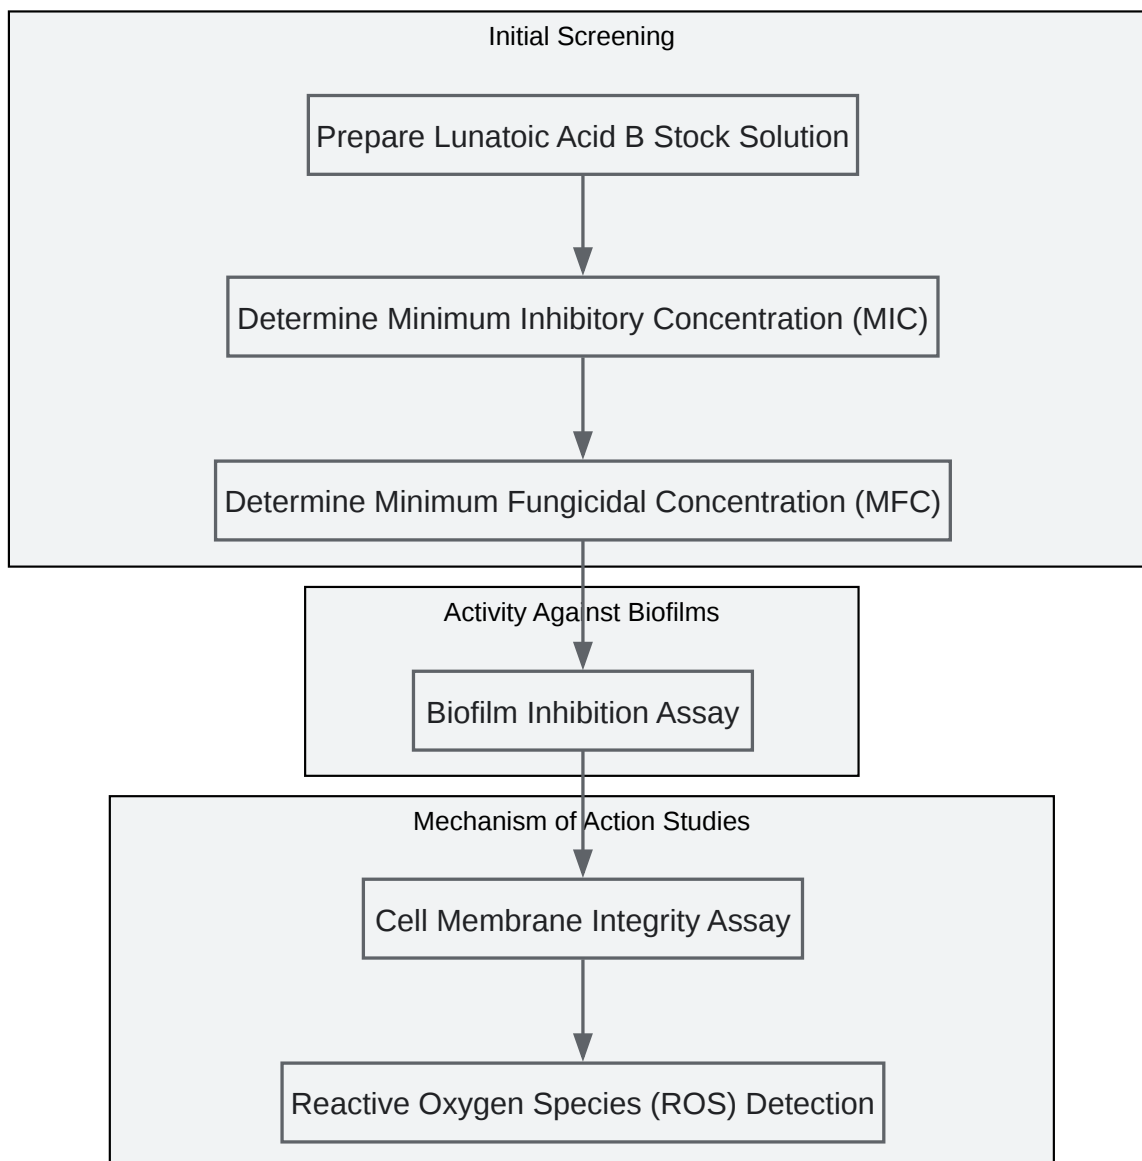 Initial Screening
Prepare Lunatoic Acid B Stock Solution
Determine Minimum Inhibitory Concentration (MIC)
Determine Minimum Fungicidal Concentration (MFC)
Activity Against Biofilms
Biofilm Inhibition Assay
Mechanism of Action Studies
Cell Membrane Integrity Assay
Reactive Oxygen Species (ROS) Detection